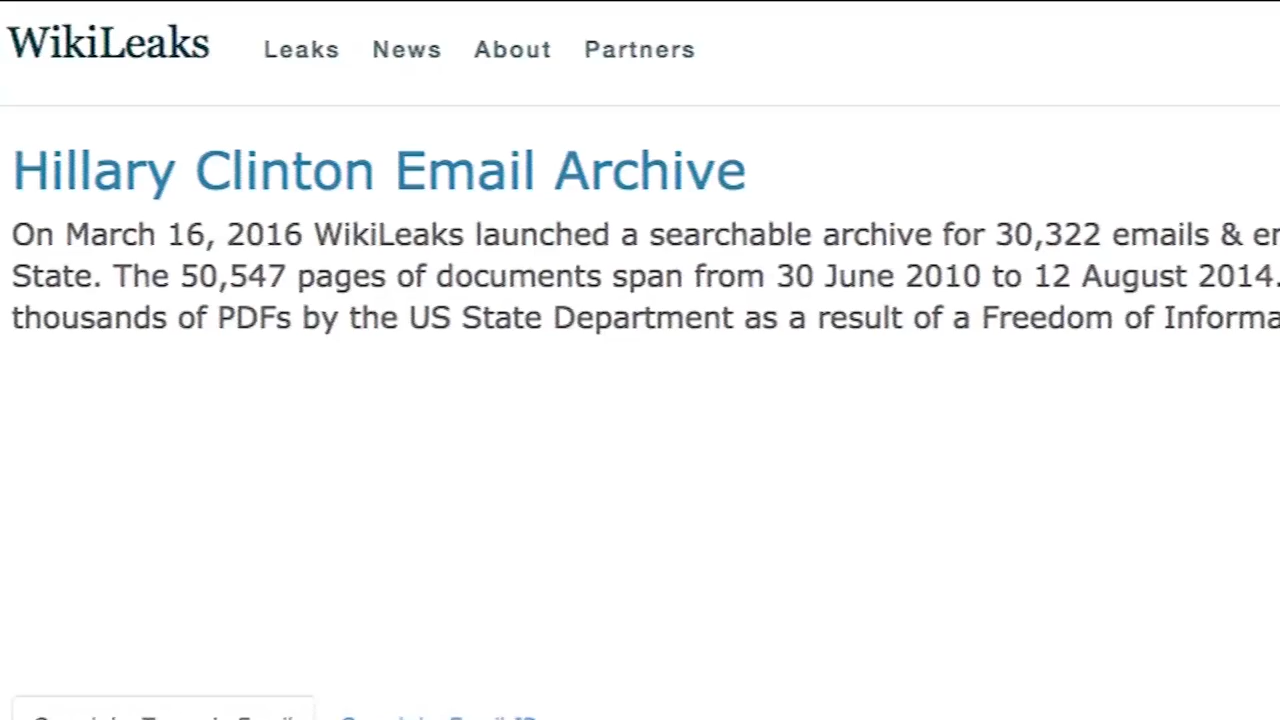 WikiLeaks Leaks News About Partners
Hillary Clinton Email Archive
On March 16, 2016 WikiLeaks launched a searchable archive for 30,322 emails &
State. The 50,547 pages of documents span from 30 June 2010 to 12 August 2014.
thousands of PDFs by the US State Department as a result of a Freedom of